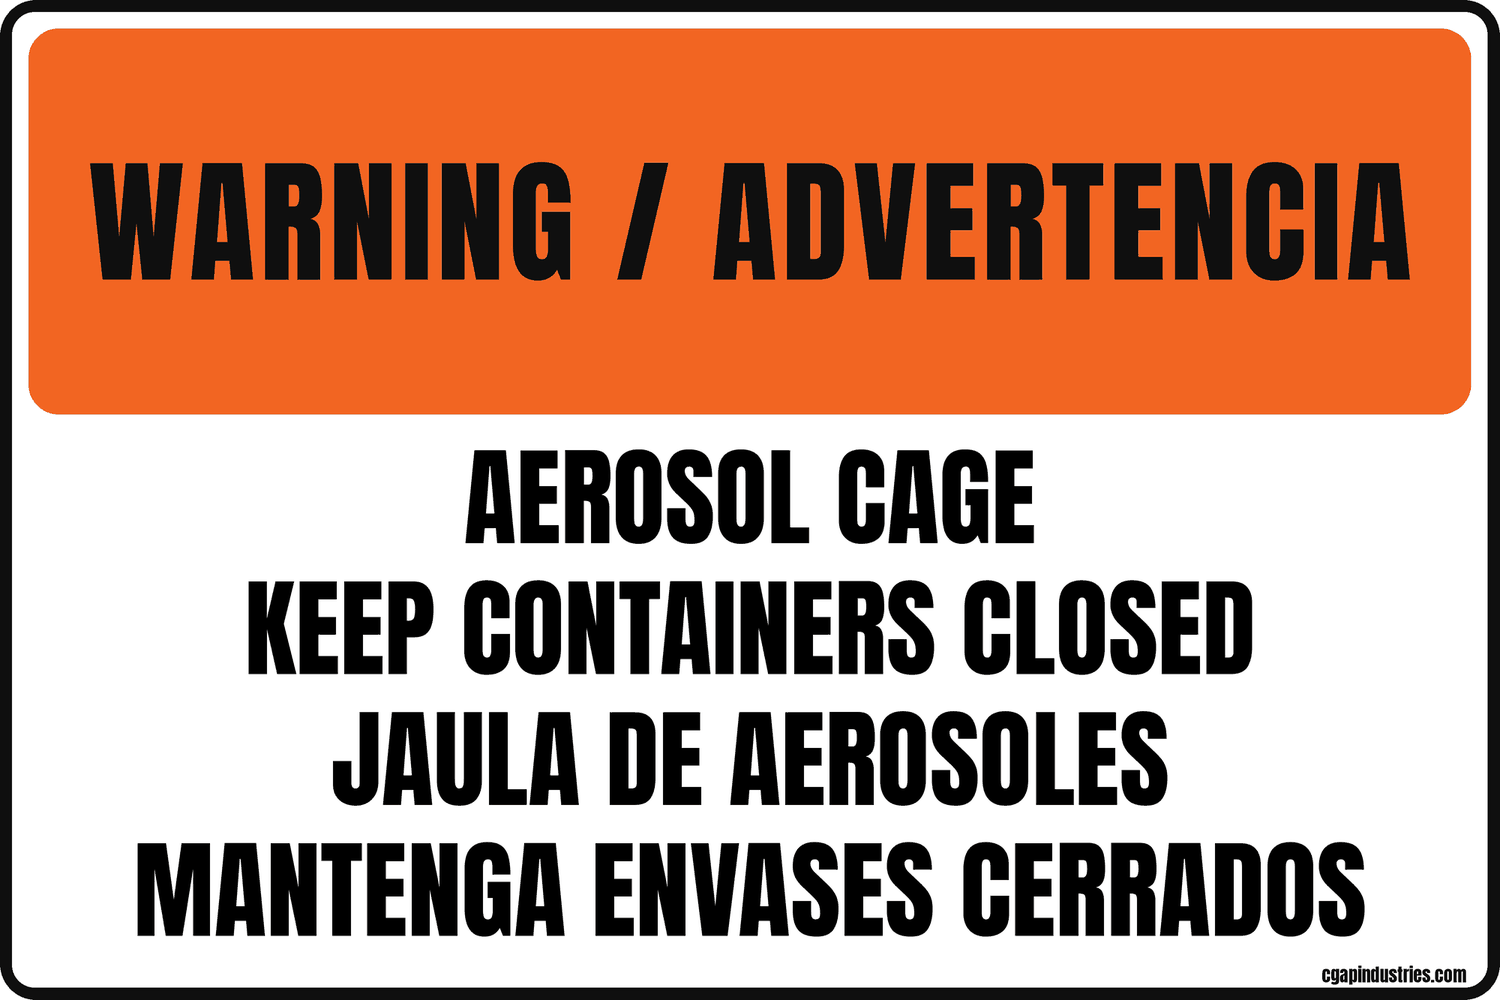 WARNING / ADVERTENCIA
AEROSOL CAGE
KEEP CONTAINERS CLOSED
JAULA DE AEROSOLES
MANTENGA ENVASES CERRADOS
cgapindustries.com